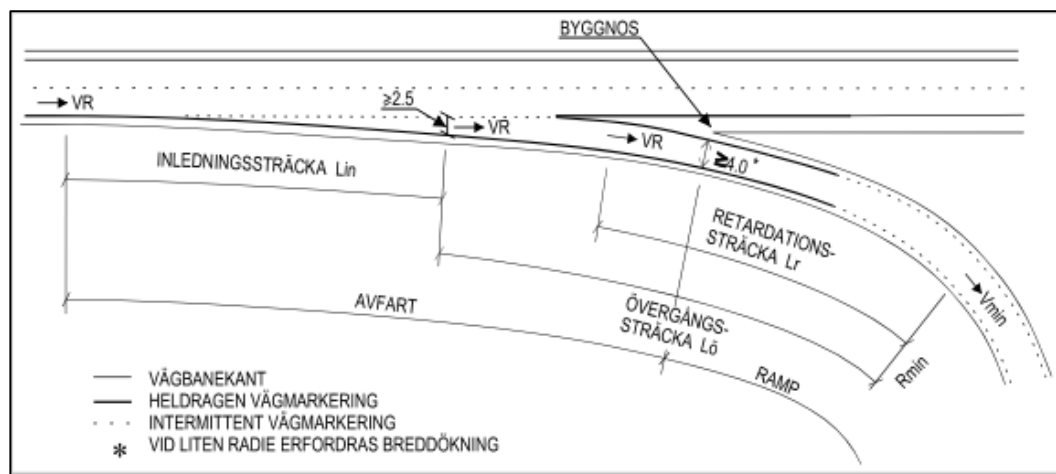 BYGGNOS
VR
≥2.5
VR
VR
≥4.0 *
INLEDNINGSSTRÄCKA Lin
RETARDATIONS-
STRÄCKA Lr
Vmin
AVFART
ÖVERGÅNGS-
STRÄCKA Lö
Rmin
RAMP
VÄGBANEKANT
HELDRAGEN VÄGMARKERING
INTERMITTENT VÄGMARKERING
* VID LITEN RADIE ERFORDRAS BREDDÖKNING